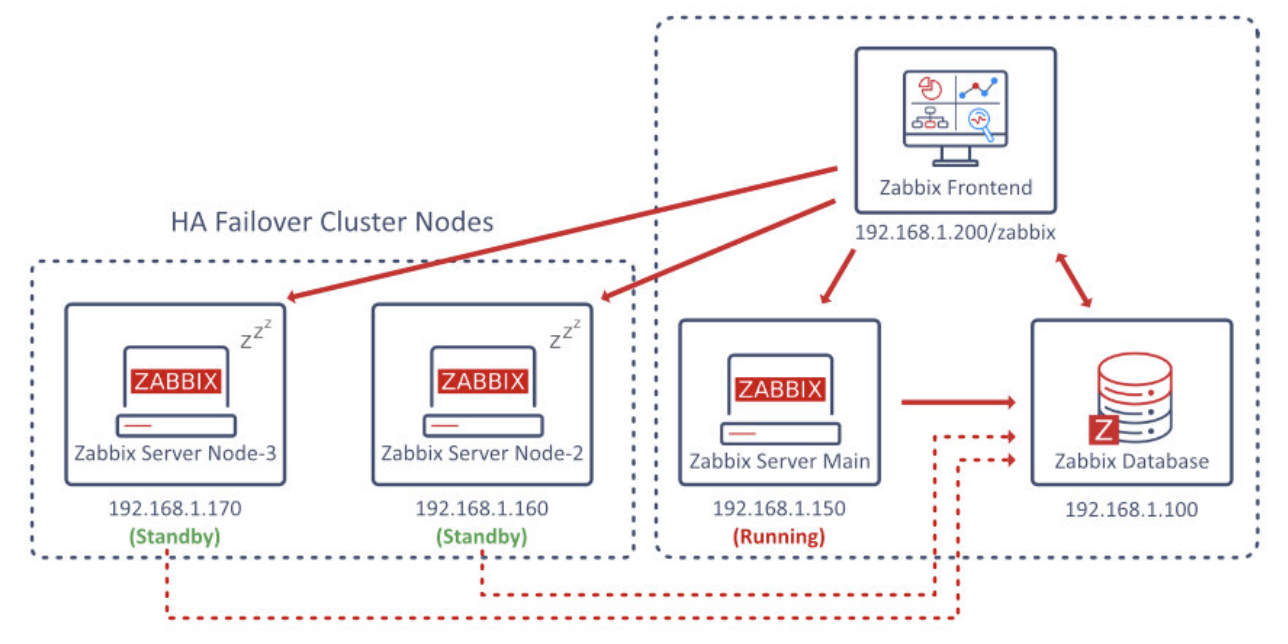 Zabbix Frontend
192.168.1.200/zabbix
HA Failover Cluster Nodes
z z z
ZABBIX
Zabbix Server Node-3
192.168.1.170
(Standby)
z z z
ZABBIX
Zabbix Server Node-2
192.168.1.160
(Standby)
ZABBIX
Zabbix Server Main
192.168.1.150
(Running)
Z
Zabbix Database
192.168.1.100